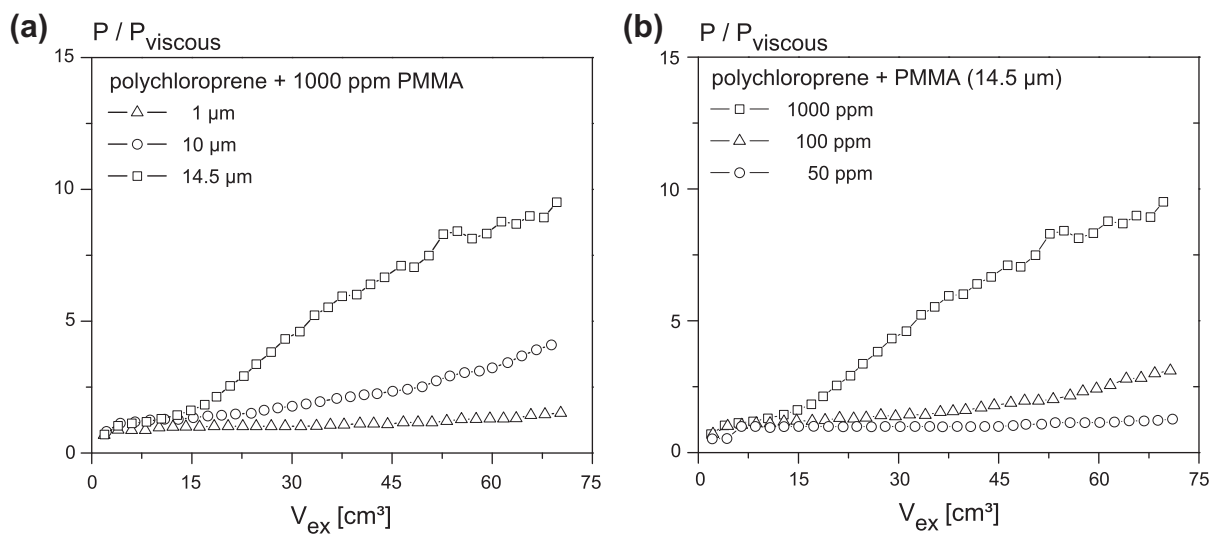 (a)
P / P_viscous
15
10
5
0
polychloroprene + 1000 ppm PMMA
1 µm
10 µm
14.5 µm
0 15 30 45 60 75
V_ex [cm³]
(b)
P / P_viscous
15
10
5
0
polychloroprene + PMMA (14.5 µm)
1000 ppm
100 ppm
50 ppm
0 15 30 45 60 75
V_ex [cm³]